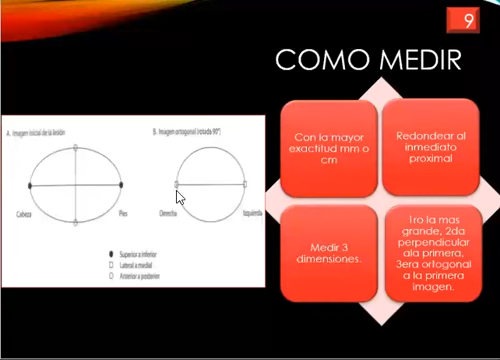 9
COMO MEDIR
A. Imagen inicial de la lesión
B. Imagen ortogonal (rotada 90°)
Cabeza
Pies
Derecha
Izquierda
Superior a inferior
Lateral a medial
Anterior a posterior
Con la mayor
exactitud mm o
cm
Redondear al
inmediato
proximal
Medir 3
dimensiones.
1ro la mas
grande, 2da
perpendicular
ala primera,
3era ortogonal
a la primera
imagen.